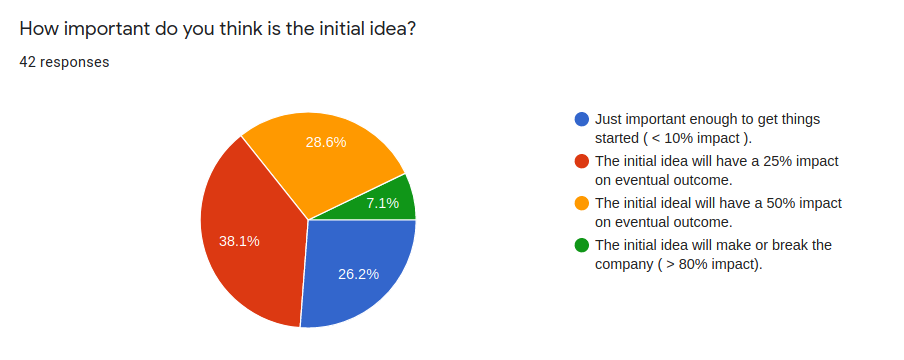 How important do you think is the initial idea?
42 responses
28.6%
7.1%
38.1%
26.2%
Just important enough to get things
started ( < 10% impact ).
The initial idea will have a 25% impact
on eventual outcome.
The initial ideal will have a 50% impact
on eventual outcome.
The initial idea will make or break the
company ( > 80% impact).